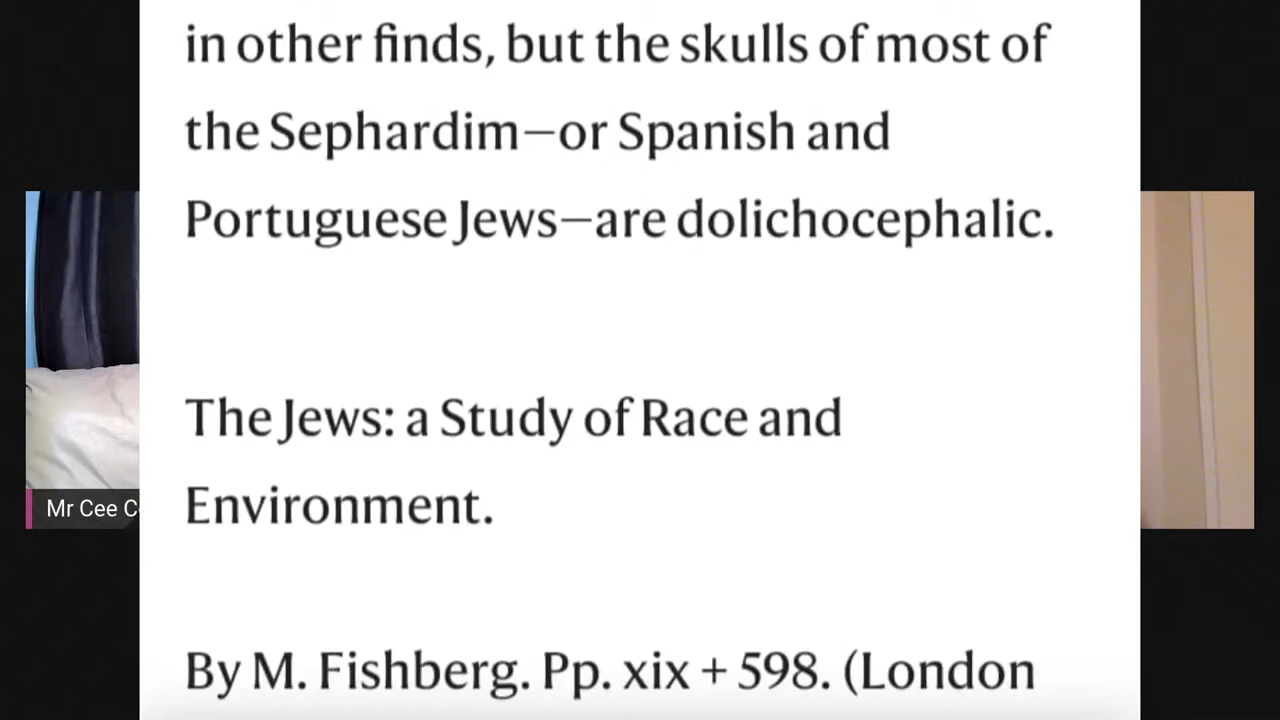 in other finds, but the skulls of most of
the Sephardim—or Spanish and
Portuguese Jews—are dolichocephalic.
The Jews: a Study of Race and
Environment.
By M. Fishberg. Pp. xix + 598. (London
Mr Cee C